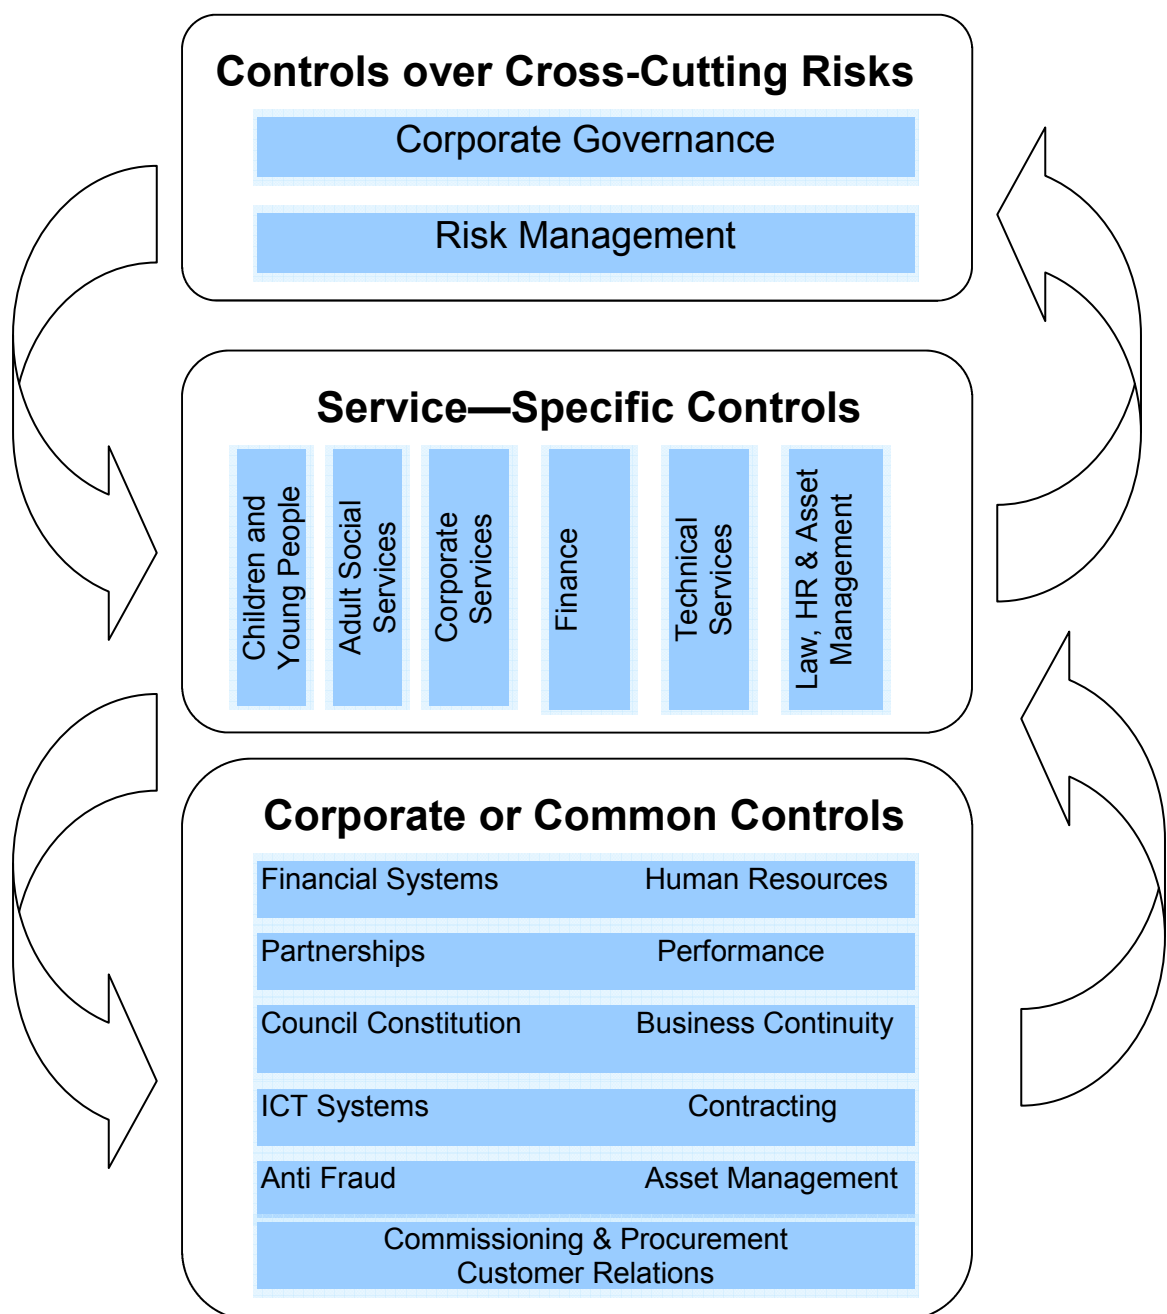 Controls over Cross-Cutting Risks
Corporate Governance
Risk Management
Service—Specific Controls
Children and
Young People
Adult Social
Services
Corporate
Services
Finance
Technical
Services
Law, HR & Asset
Management
Corporate or Common Controls
Financial Systems Human Resources
Partnerships Performance
Council Constitution Business Continuity
ICT Systems Contracting
Anti Fraud Asset Management
Commissioning & Procurement
Customer Relations